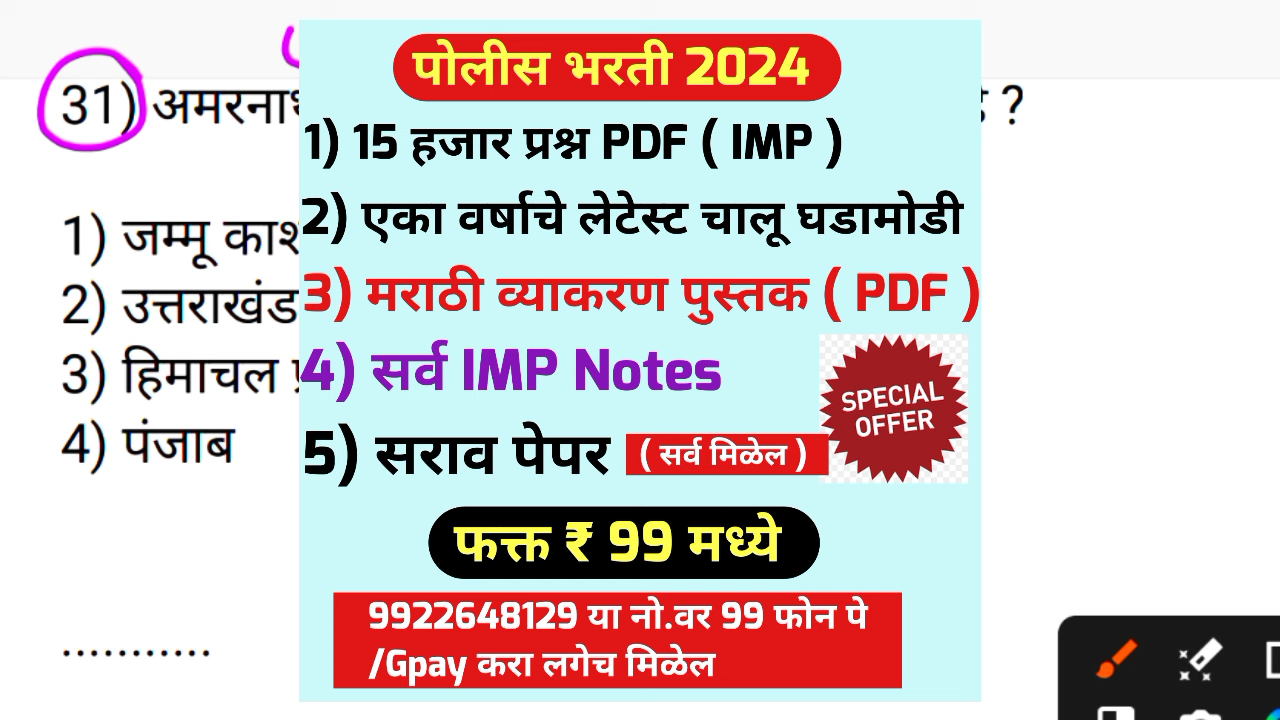 पोलीस भरती 2024
31) ?
1) 15 हजार प्रश्न PDF ( IMP )
2) एका वर्षाचे लेटेस्ट चालू घडामोडी
3) मराठी व्याकरण पुस्तक ( PDF )
4) सर्व IMP Notes
SPECIAL
OFFER
5) सराव पेपर ( सर्व मिळेल )
फक्त ₹ 99 मध्ये
9922648129 या नो.वर 99 फोन पे
/Gpay करा लगेच मिळेल
1) जम्मू
2) उत्तराखंड
3) हिमाचल
4) पंजाब
...........